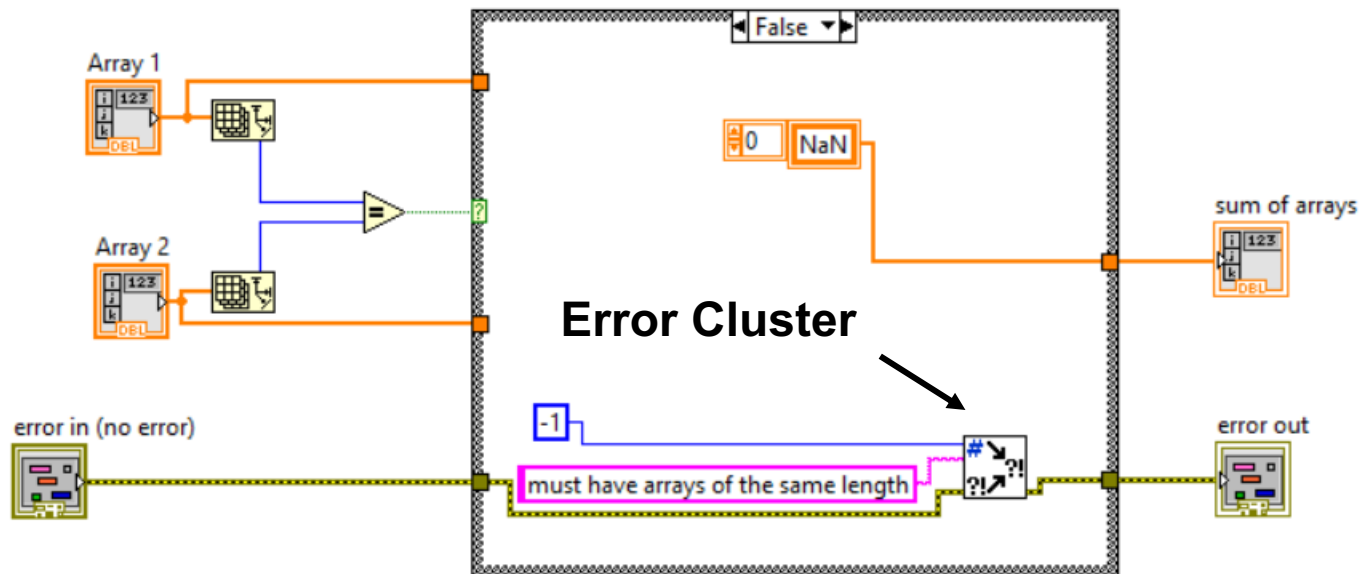 False
Array 1
i
j
k
123
DBL
0
NaN
=
?
sum of arrays
i
j
k
123
DBL
Array 2
i
j
k
123
DBL
Error Cluster
-1
error in (no error)
error out
#
?!
must have arrays of the same length
?!